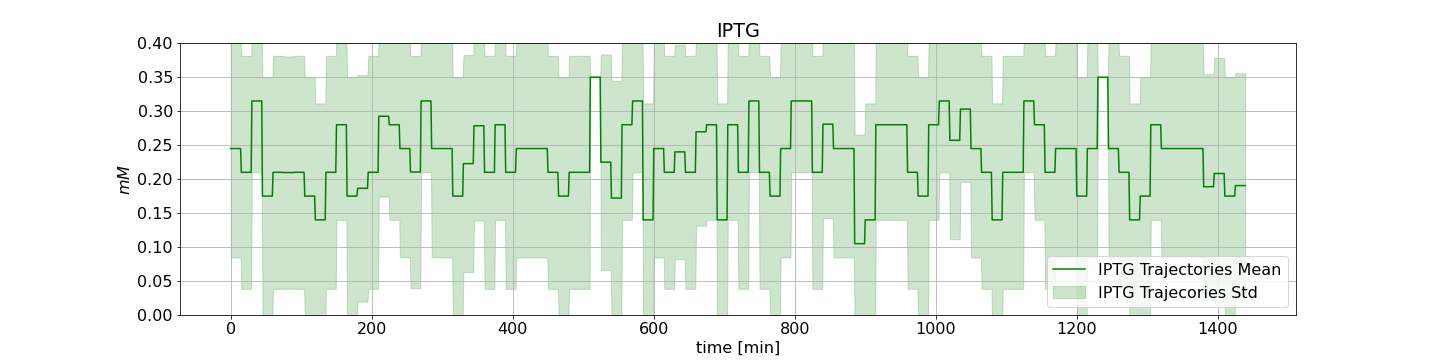 IPTG
0.40
0.35
0.30
0.25
0.20
0.15
0.10
0.05
0.00
mM
0 200 400 600 800 1000 1200 1400
time [min]
IPTG Trajectories Mean
IPTG Trajecories Std